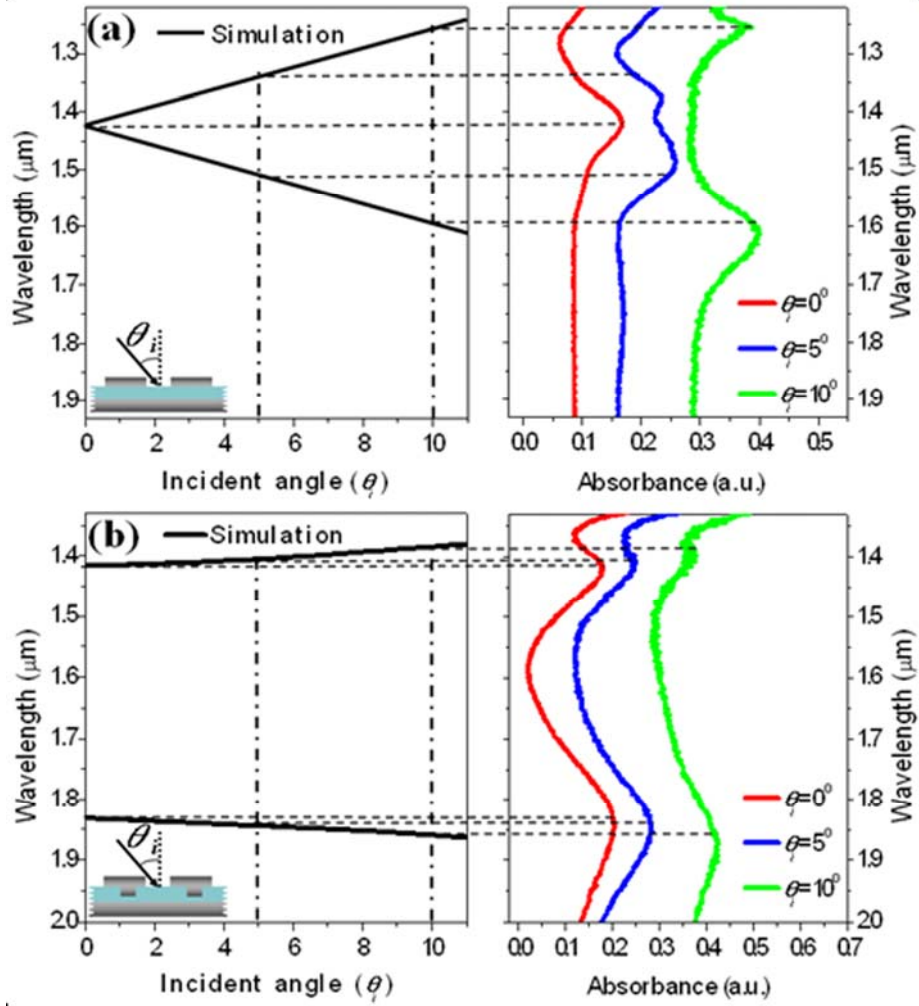 (a)
Simulation
Wavelength (μm)
1.3
1.4
1.5
1.6
1.7
1.8
1.9
θi
0 2 4 6 8 10
Incident angle (θi)
θi=0°
θi=5°
θi=10°
0.0 0.1 0.2 0.3 0.4 0.5
Absorbance (a.u.)
1.3
1.4
1.5
1.6
1.7
1.8
1.9
Wavelength (μm)
(b)
Simulation
Wavelength (μm)
1.4
1.5
1.6
1.7
1.8
1.9
2.0
θi
0 2 4 6 8 10
Incident angle (θi)
θi=0°
θi=5°
θi=10°
0.0 0.1 0.2 0.3 0.4 0.5 0.6 0.7
Absorbance (a.u.)
1.4
1.5
1.6
1.7
1.8
1.9
2.0
Wavelength (μm)